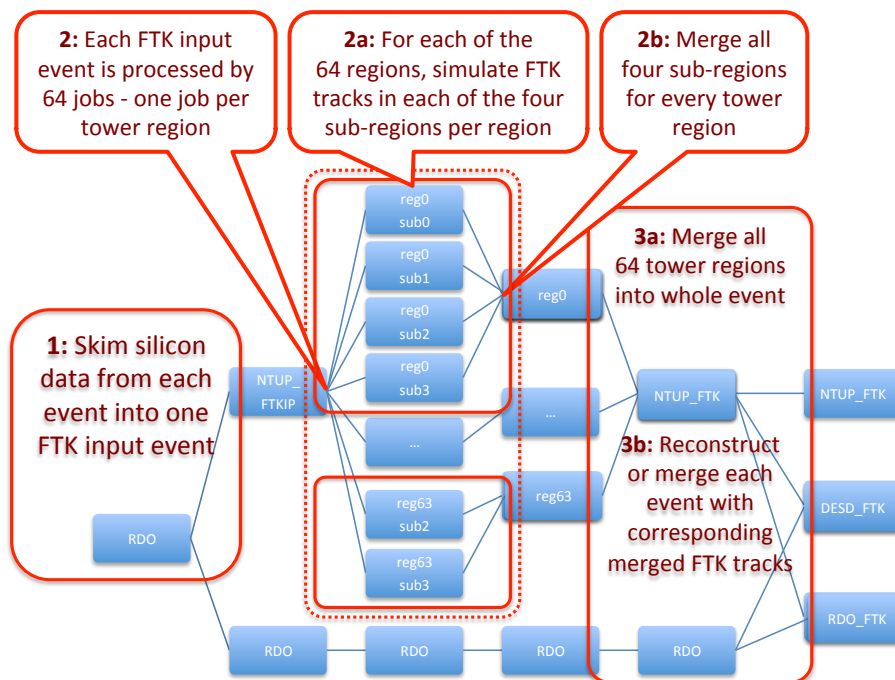 2: Each FTK input
event is processed by
64 jobs - one job per
tower region
2a: For each of the
64 regions, simulate FTK
tracks in each of the four
sub-regions per region
2b: Merge all
four sub-regions
for every tower
region
reg0
sub0
reg0
sub1
reg0
sub2
reg0
sub3
...
reg63
sub2
reg63
sub3
reg0
...
reg63
1: Skim silicon
data from each
event into one
FTK input event
NTUP_
FTKIP
RDO
3a: Merge all
64 tower regions
into whole event
NTUP_FTK
3b: Reconstruct
or merge each
event with
corresponding
merged FTK tracks
NTUP_FTK
DESD_FTK
RDO_FTK
RDO
RDO
RDO
RDO